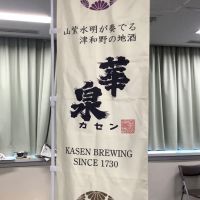 山紫水明が奏でる
津和野の地酒
華泉
カセン
KASEN BREWING
SINCE 1730